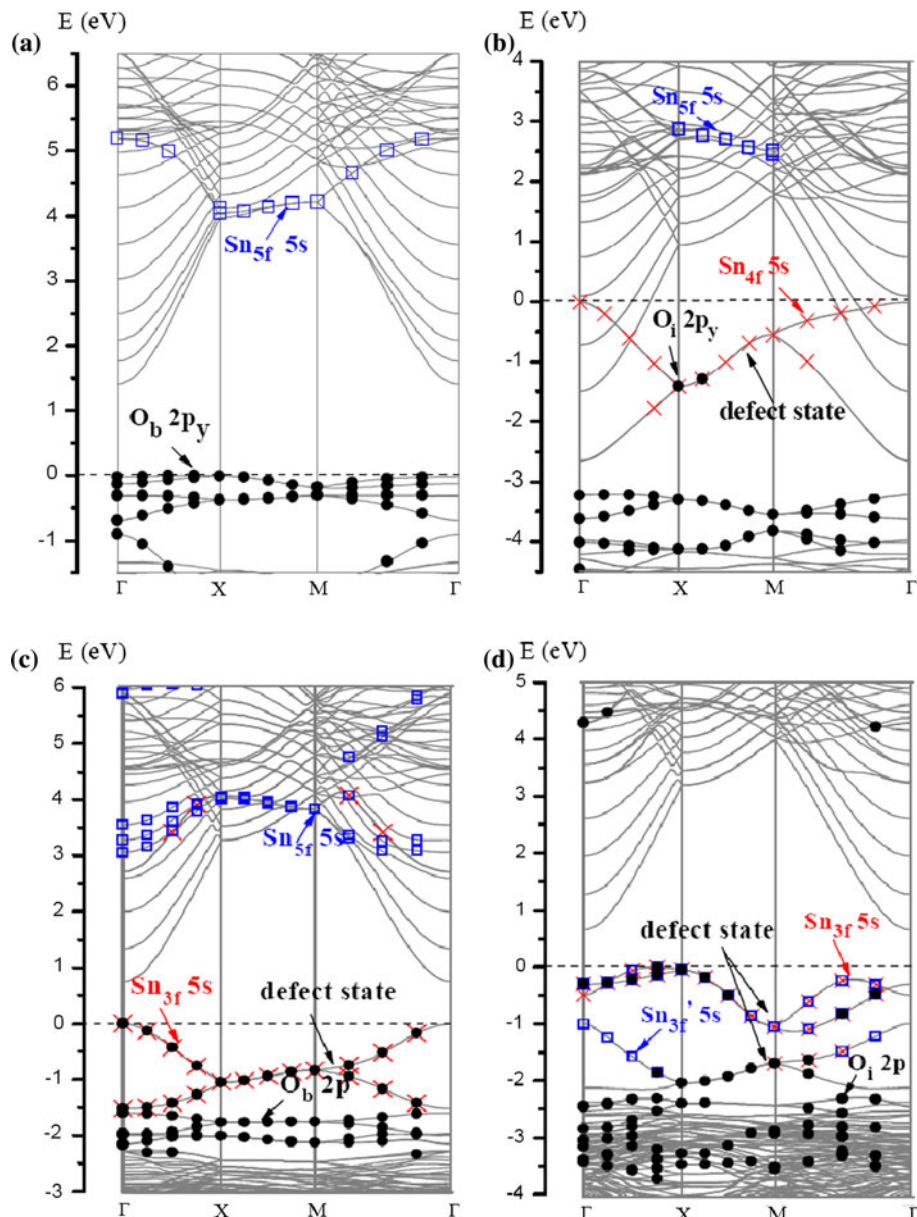 (a) E (eV)
6
5
4
3
2
1
0
-1
Sn5f 5s
Ob 2py
Γ X M Γ
(b) E (eV)
4
3
2
1
0
-1
-2
-3
-4
Sn5f 5s
Sn4f 5s
Oi 2py
defect state
Γ X M Γ
(c) E (eV)
6
5
4
3
2
1
0
-1
-2
-3
Sn5f 5s
Sn3f 5s
defect state
Ob 2p
Γ X M Γ
(d) E (eV)
5
4
3
2
1
0
-1
-2
-3
-4
defect state
Sn3f 5s
Sn3f' 5s
Oi 2p
Γ X M Γ